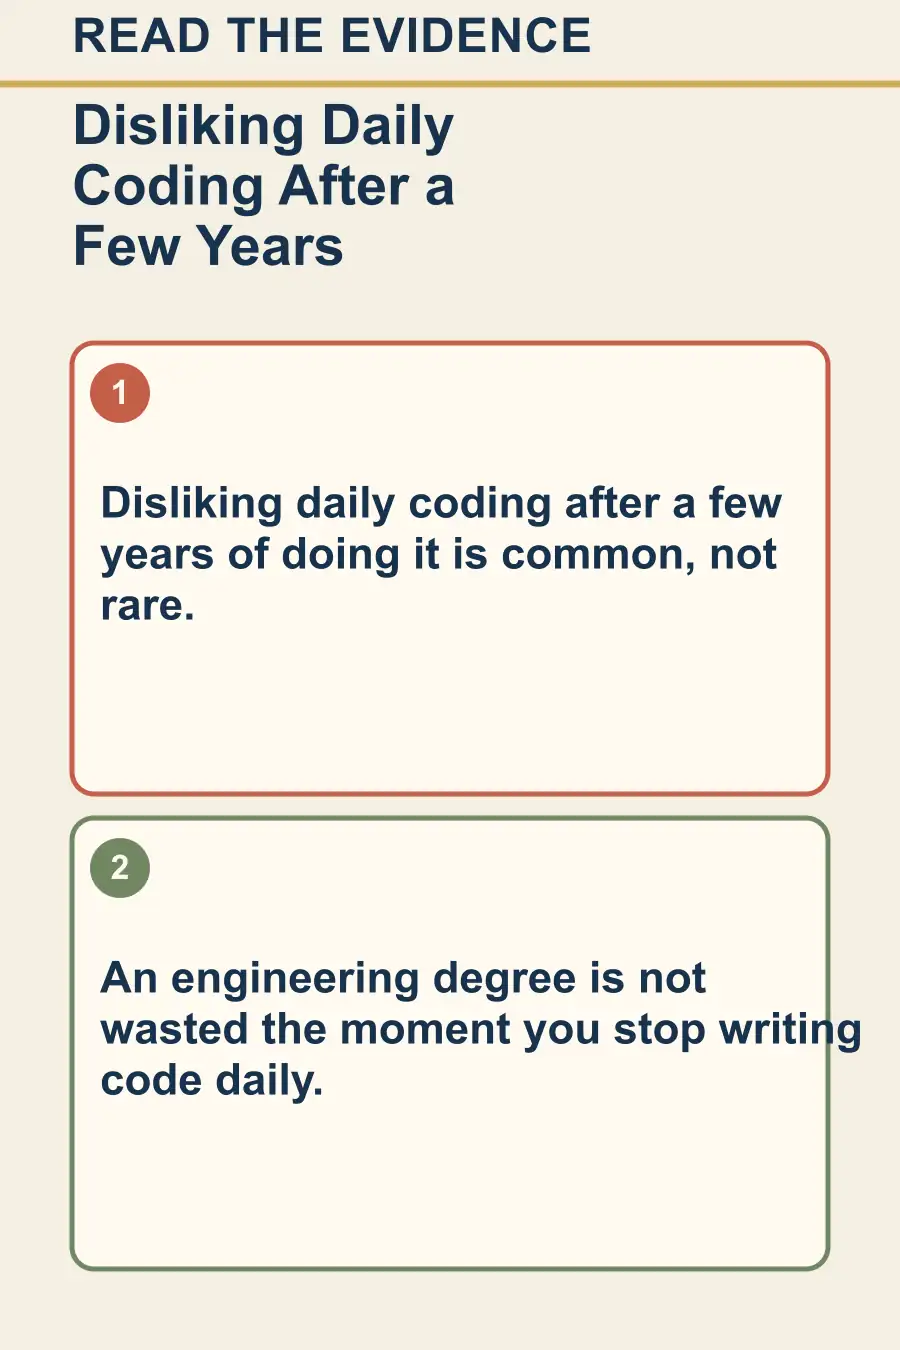 READ THE EVIDENCE
Disliking Daily
Coding After a
Few Years
1
Disliking daily coding after a few
years of doing it is common, not
rare.
2
An engineering degree is not
wasted the moment you stop writing
code daily.